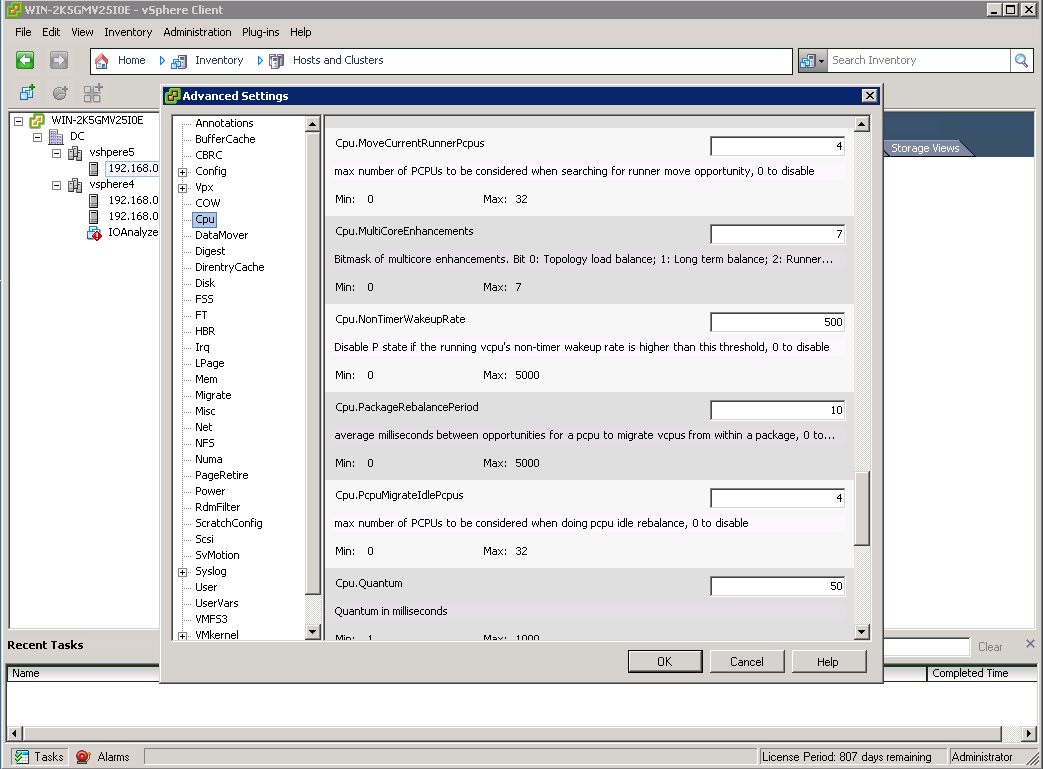 WIN-2K5GMV25I0E - vSphere Client
File Edit View Inventory Administration Plug-ins Help
Home Inventory Hosts and Clusters Search Inventory
WIN-2K5GMV25I0E
DC
vshpere5
192.168.0
vsphere4
192.168.0
192.168.0
IOAnalyze
Storage Views
Advanced Settings
Annotations
BufferCache
CBRC
Config
Vpx
COW
Cpu
DataMover
Digest
DirentryCache
Disk
FSS
FT
HBR
Irq
LPage
Mem
Migrate
Misc
Net
NFS
Numa
PageRetire
Power
RdmFilter
ScratchConfig
Scsi
SvMotion
Syslog
User
UserVars
VMFS3
VMkernel
Cpu.MoveCurrentRunnerPcpus 4
max number of PCPUs to be considered when searching for runner move opportunity, 0 to disable
Min: 0 Max: 32
Cpu.MultiCoreEnhancements 7
Bitmask of multicore enhancements. Bit 0: Topology load balance; 1: Long term balance; 2: Runner...
Min: 0 Max: 7
Cpu.NonTimerWakeupRate 500
Disable P state if the running vcpu's non-timer wakeup rate is higher than this threshold, 0 to disable
Min: 0 Max: 5000
Cpu.PackageRebalancePeriod 10
average milliseconds between opportunities for a pcpu to migrate vcpus from within a package, 0 to...
Min: 0 Max: 5000
Cpu.PcpuMigrateIdlePcpus 4
max number of PCPUs to be considered when doing pcpu idle rebalance, 0 to disable
Min: 0 Max: 32
Cpu.Quantum 50
Quantum in milliseconds
Min: 1 Max: 1000
OK Cancel Help
Recent Tasks
Clear
Name Completed Time
Tasks Alarms License Period: 807 days remaining Administrator